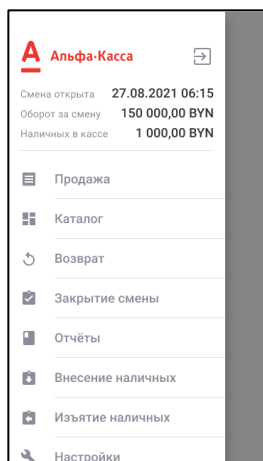 А Альфа·Касса
Смена открыта 27.08.2021 06:15
Оборот за смену 150 000,00 BYN
Наличных в кассе 1 000,00 BYN
Продажа
Каталог
Возврат
Закрытие смены
Отчёты
Внесение наличных
Изъятие наличных
Настройки